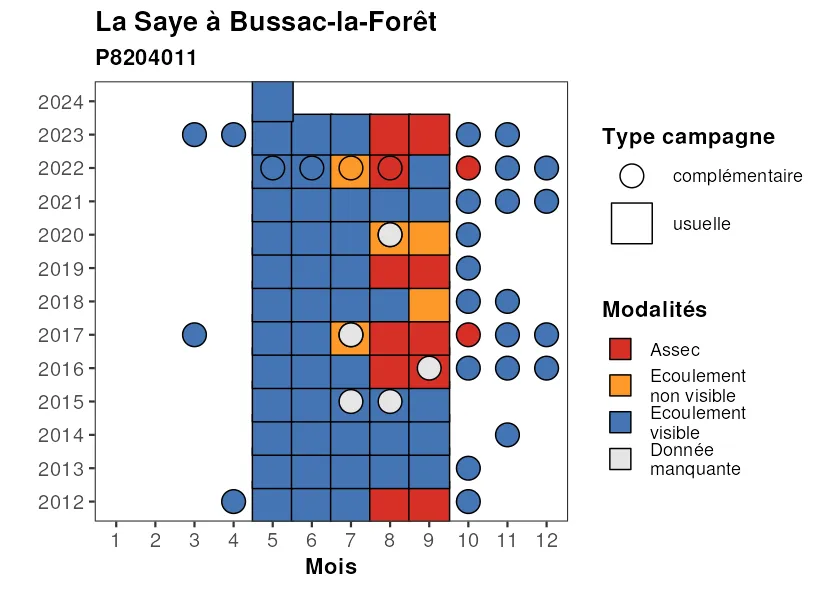 La Saye à Bussac-la-Forêt
P8204011
2024
2023
2022
2021
2020
2019
2018
2017
2016
2015
2014
2013
2012
1 2 3 4 5 6 7 8 9 10 11 12
Mois
Type campagne
complémentaire
usuelle
Modalités
Assec
Ecoulement
non visible
Ecoulement
visible
Donnée
manquante